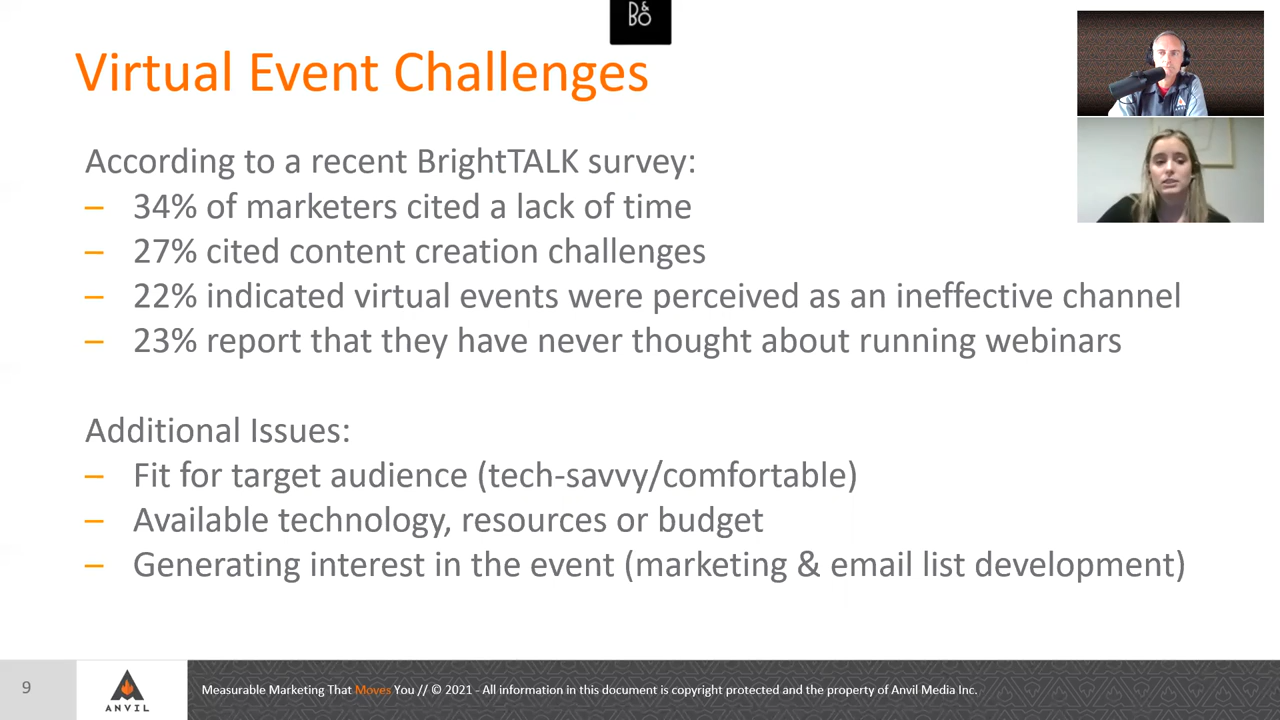 D&
BO
Virtual Event Challenges
According to a recent BrightTALK survey:
– 34% of marketers cited a lack of time
– 27% cited content creation challenges
– 22% indicated virtual events were perceived as an ineffective channel
– 23% report that they have never thought about running webinars
Additional Issues:
– Fit for target audience (tech-savvy/comfortable)
– Available technology, resources or budget
– Generating interest in the event (marketing & email list development)
9
ANVIL
Measurable Marketing That Moves You // © 2021 - All information in this document is copyright protected and the property of Anvil Media Inc.